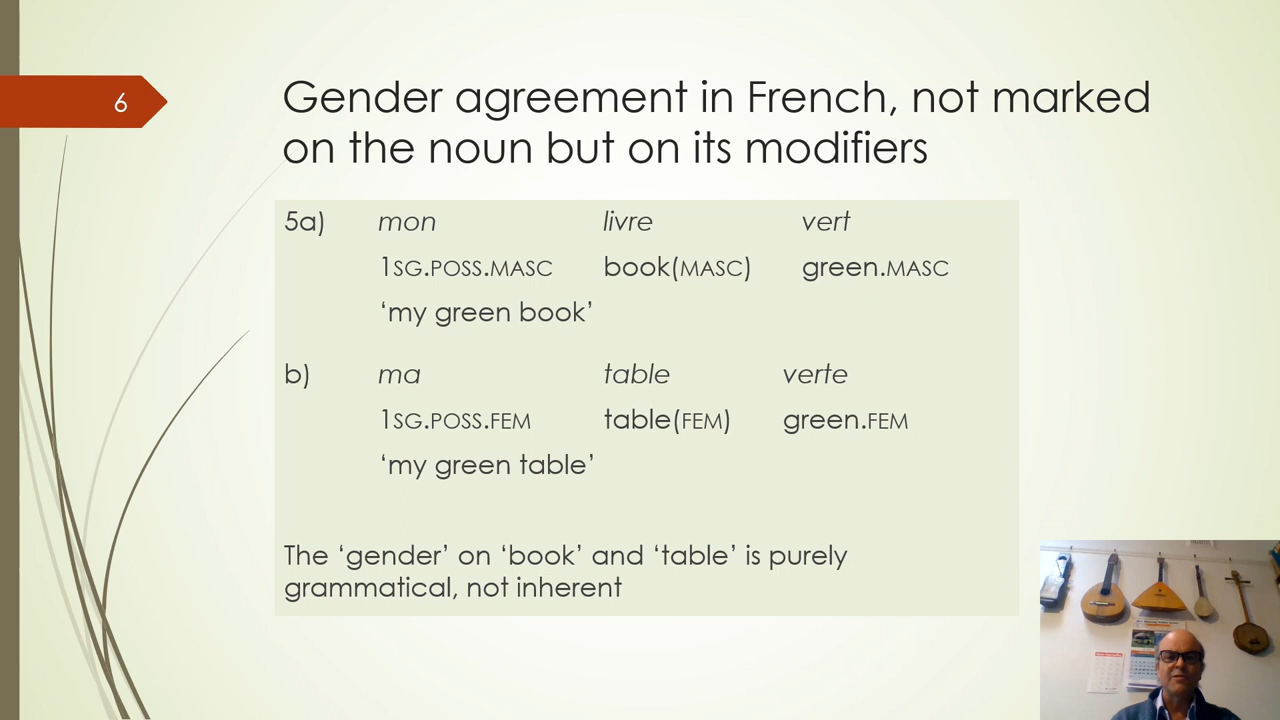 6
Gender agreement in French, not marked
on the noun but on its modifiers
5a) mon livre vert
1SG.POSS.MASC book(MASC) green.MASC
‘my green book’
b) ma table verte
1SG.POSS.FEM table(FEM) green.FEM
‘my green table’
The ‘gender’ on ‘book’ and ‘table’ is purely
grammatical, not inherent